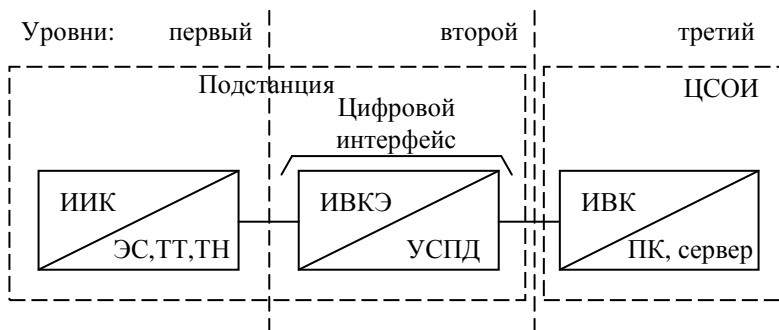 Уровни: первый второй третий
Подстанция ЦСОИ
Цифровой
интерфейс
ИИК ИВКЭ ИВК
ЭС,ТТ,ТН УСПД ПК, сервер